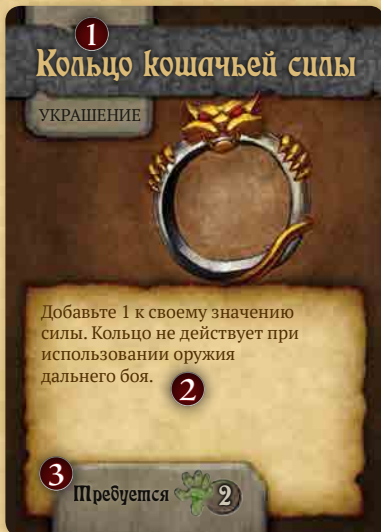 1
Кольцо кошачьей силы
УКРАШЕНИЕ
Добавьте 1 к своему значению
силы. Кольцо не действует при
использовании оружия
дальнего боя.
2
3
Требуется 2